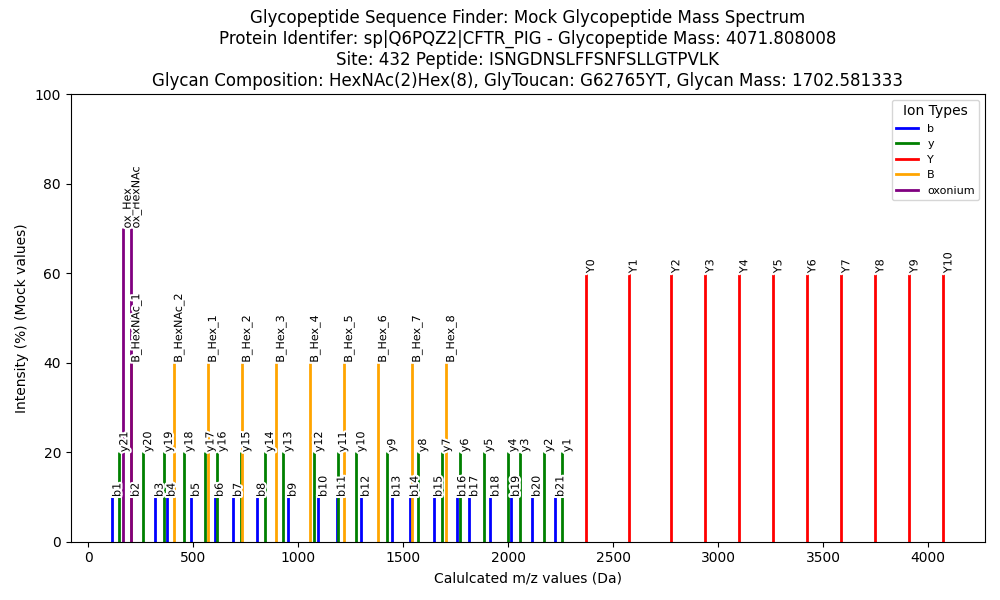 Glycopeptide Sequence Finder: Mock Glycopeptide Mass Spectrum
Protein Identifer: sp|Q6PQZ2|CFTR_PIG - Glycopeptide Mass: 4071.808008
Site: 432 Peptide: ISNGDNSLFFSNFSLLGTPVLK
Glycan Composition: HexNAc(2)Hex(8), GlyToucan: G62765YT, Glycan Mass: 1702.581333
Intensity (%) (Mock values)
100
80
60
40
20
0
Ion Types
b
y
Y
B
oxonium
ox_Hex
ox_HexNAc
Y0
Y1
Y2
Y3
Y4
Y5
Y6
Y7
Y8
Y9
Y10
B_HexNAc_1
B_HexNAc_2
B_Hex_1
B_Hex_2
B_Hex_3
B_Hex_4
B_Hex_5
B_Hex_6
B_Hex_7
B_Hex_8
y21
y20
y19
y18
y17
y16
y15
y14
y13
y12
y11
y10
y9
y8
y7
y6
y5
y4
y3
y2
y1
b1
b2
b3
b4
b5
b6
b7
b8
b9
b10
b11
b12
b13
b14
b15
b16
b17
b18
b19
b20
b21
0
500
1000
1500
2000
2500
3000
3500
4000
Calulcated m/z values (Da)